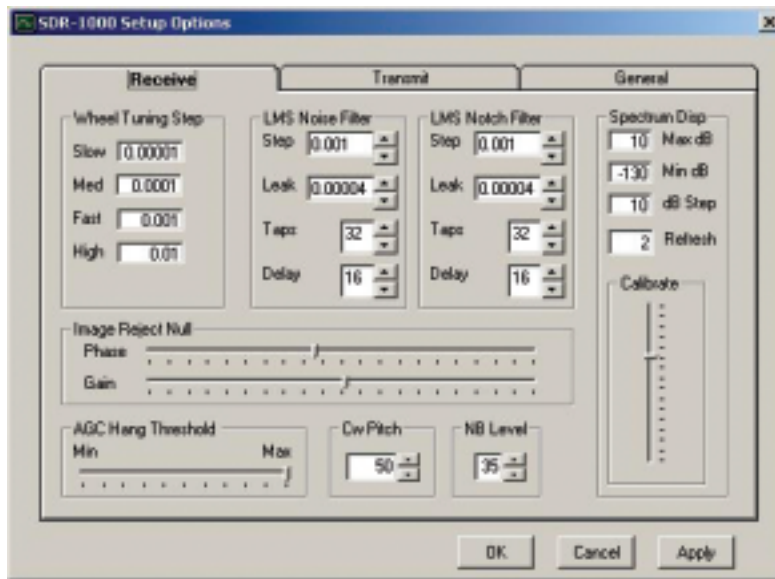 SDR-1000 Setup Options
Receive
Transmit
General
Wheel Tuning Step
Slow 0.00001
Med 0.0001
Fast 0.001
High 0.01
LMS Noise Filter
Step 0.001
Leak 0.00004
Taps 32
Delay 16
LMS Notch Filter
Step 0.001
Leak 0.00004
Taps 32
Delay 16
Spectrum Disp
10 Max dB
-130 Min dB
10 dB Step
2 Refresh
Calibrate
Image Reject Null
Phase
Gain
AGC Hang Threshold
Min Max
Cw Pitch
50
NB Level
35
OK
Cancel
Apply